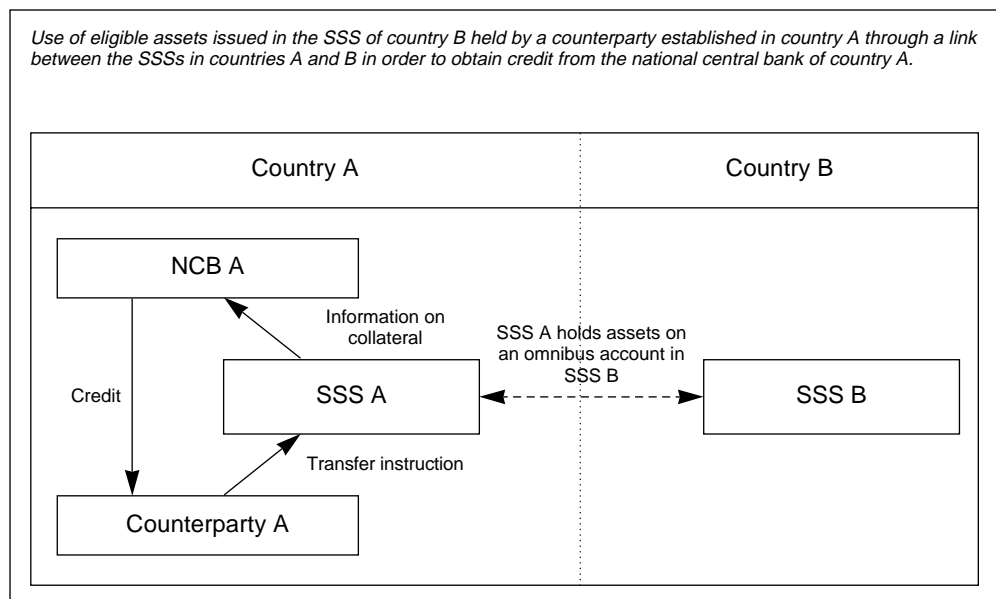 Use of eligible assets issued in the SSS of country B held by a counterparty established in country A through a link
between the SSSs in countries A and B in order to obtain credit from the national central bank of country A.
Country A
Country B
NCB A
Information on
collateral
SSS A holds assets on
an omnibus account in
SSS B
Credit
SSS A
SSS B
Transfer instruction
Counterparty A